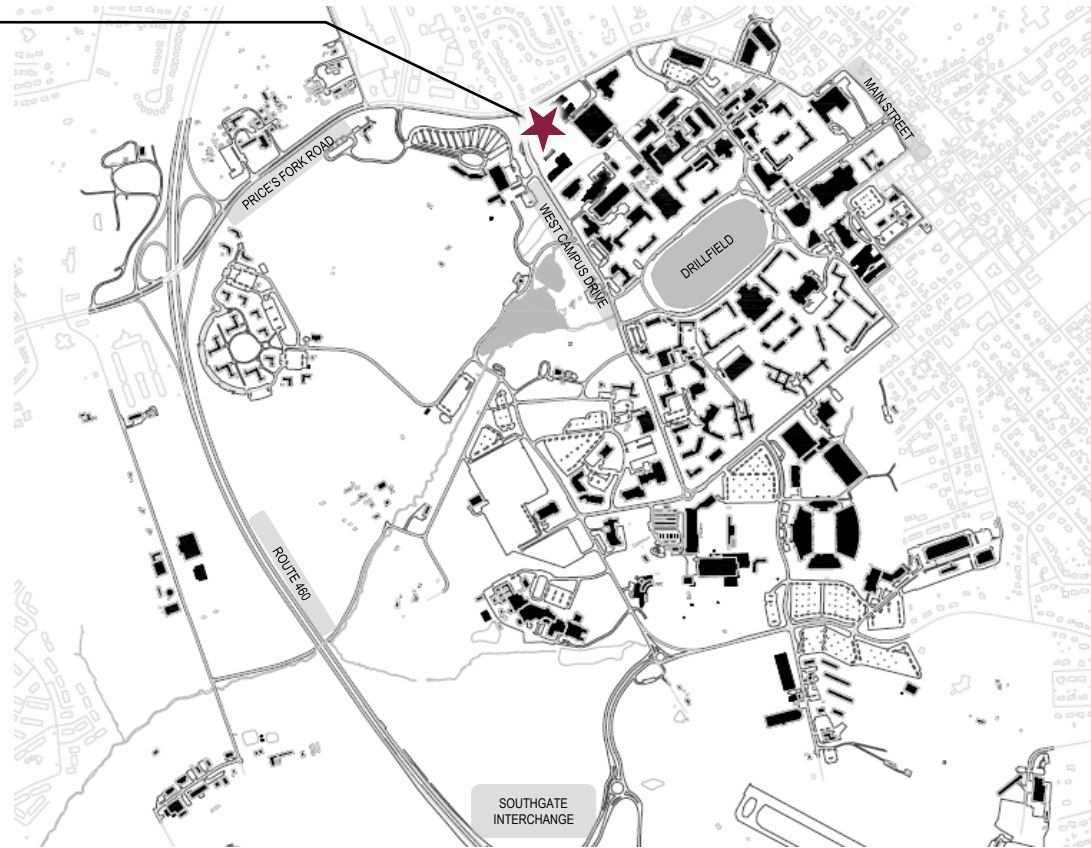 MAIN STREET
PRICE'S FORK ROAD
WEST CAMPUS DRIVE
DRILLFIELD
ROUTE 460
SOUTHGATE
INTERCHANGE